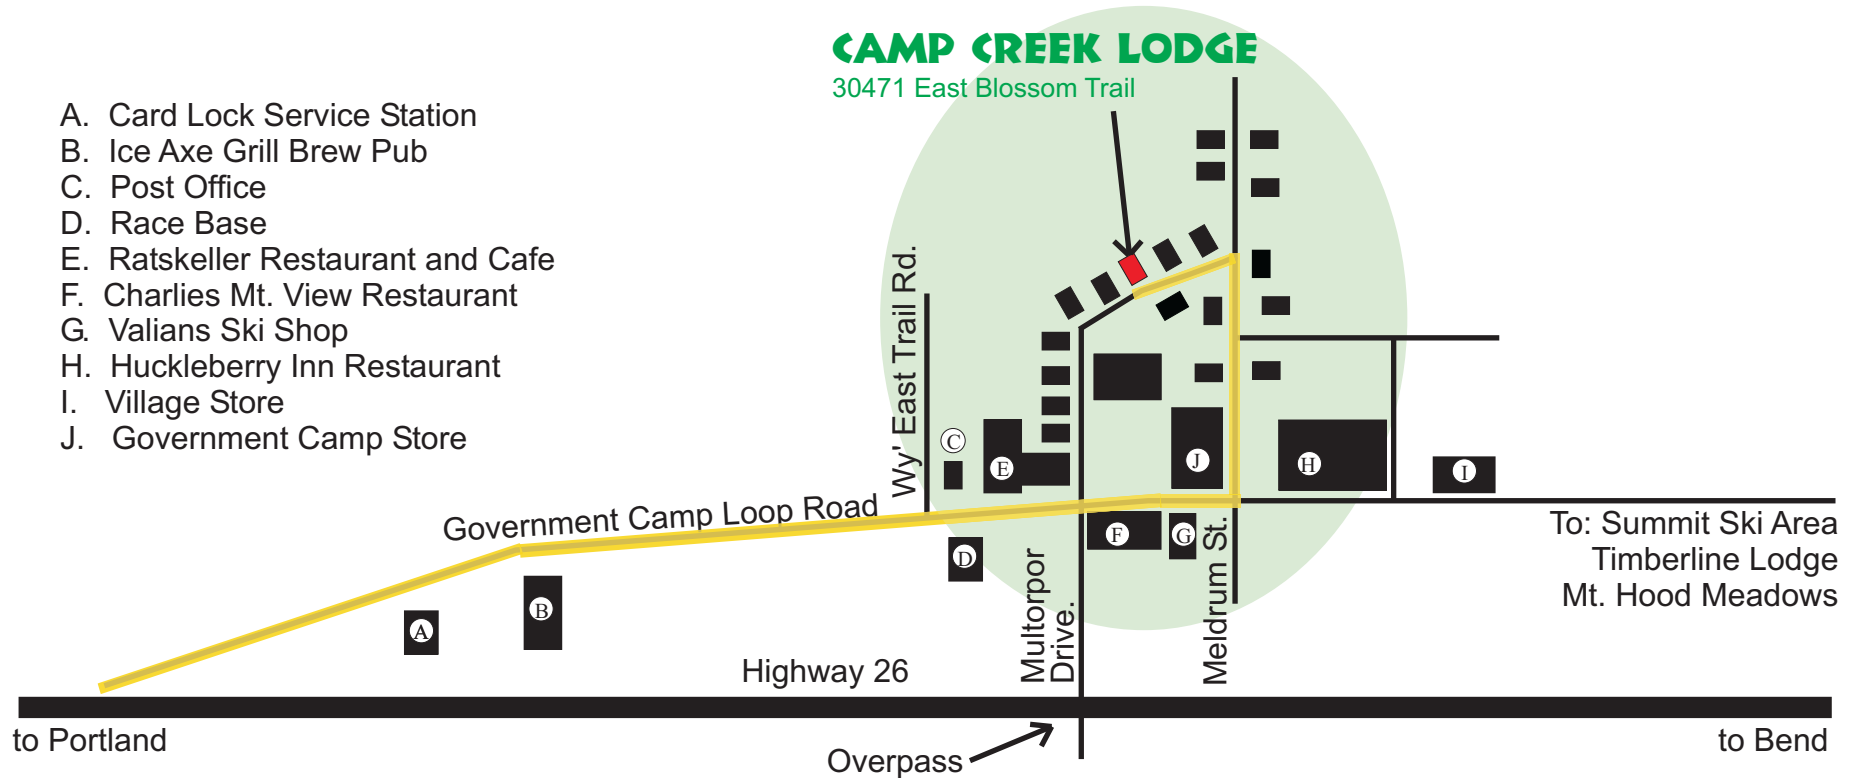 CAMP CREEK LODGE
30471 East Blossom Trail
A. Card Lock Service Station
B. Ice Axe Grill Brew Pub
C. Post Office
D. Race Base
E. Ratskeller Restaurant and Cafe
F. Charlies Mt. View Restaurant
G. Valians Ski Shop
H. Huckleberry Inn Restaurant
I. Village Store
J. Government Camp Store
Wy' East Trail Rd.
C
E
J
H
I
Government Camp Loop Road
F
G
D
To: Summit Ski Area
Timberline Lodge
Mt. Hood Meadows
A
B
Multorpor
Drive.
Meldrum St.
Highway 26
to Portland
to Bend
Overpass